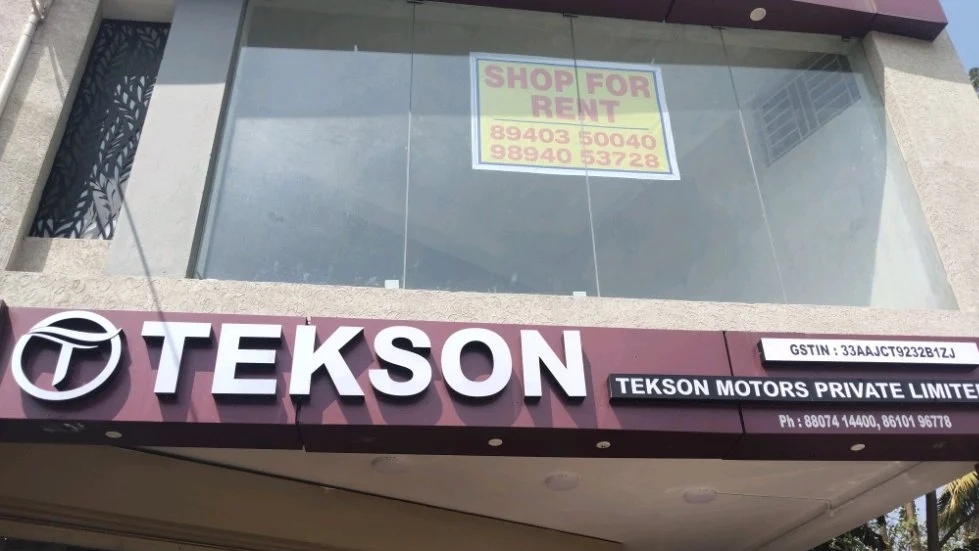 SHOP FOR
RENT
89403 50040
98940 53728
T TEKSON
GSTIN : 33AAJCT9232B1ZJ
TEKSON MOTORS PRIVATE LIMITE
Ph : 88074 14400, 86101 96778